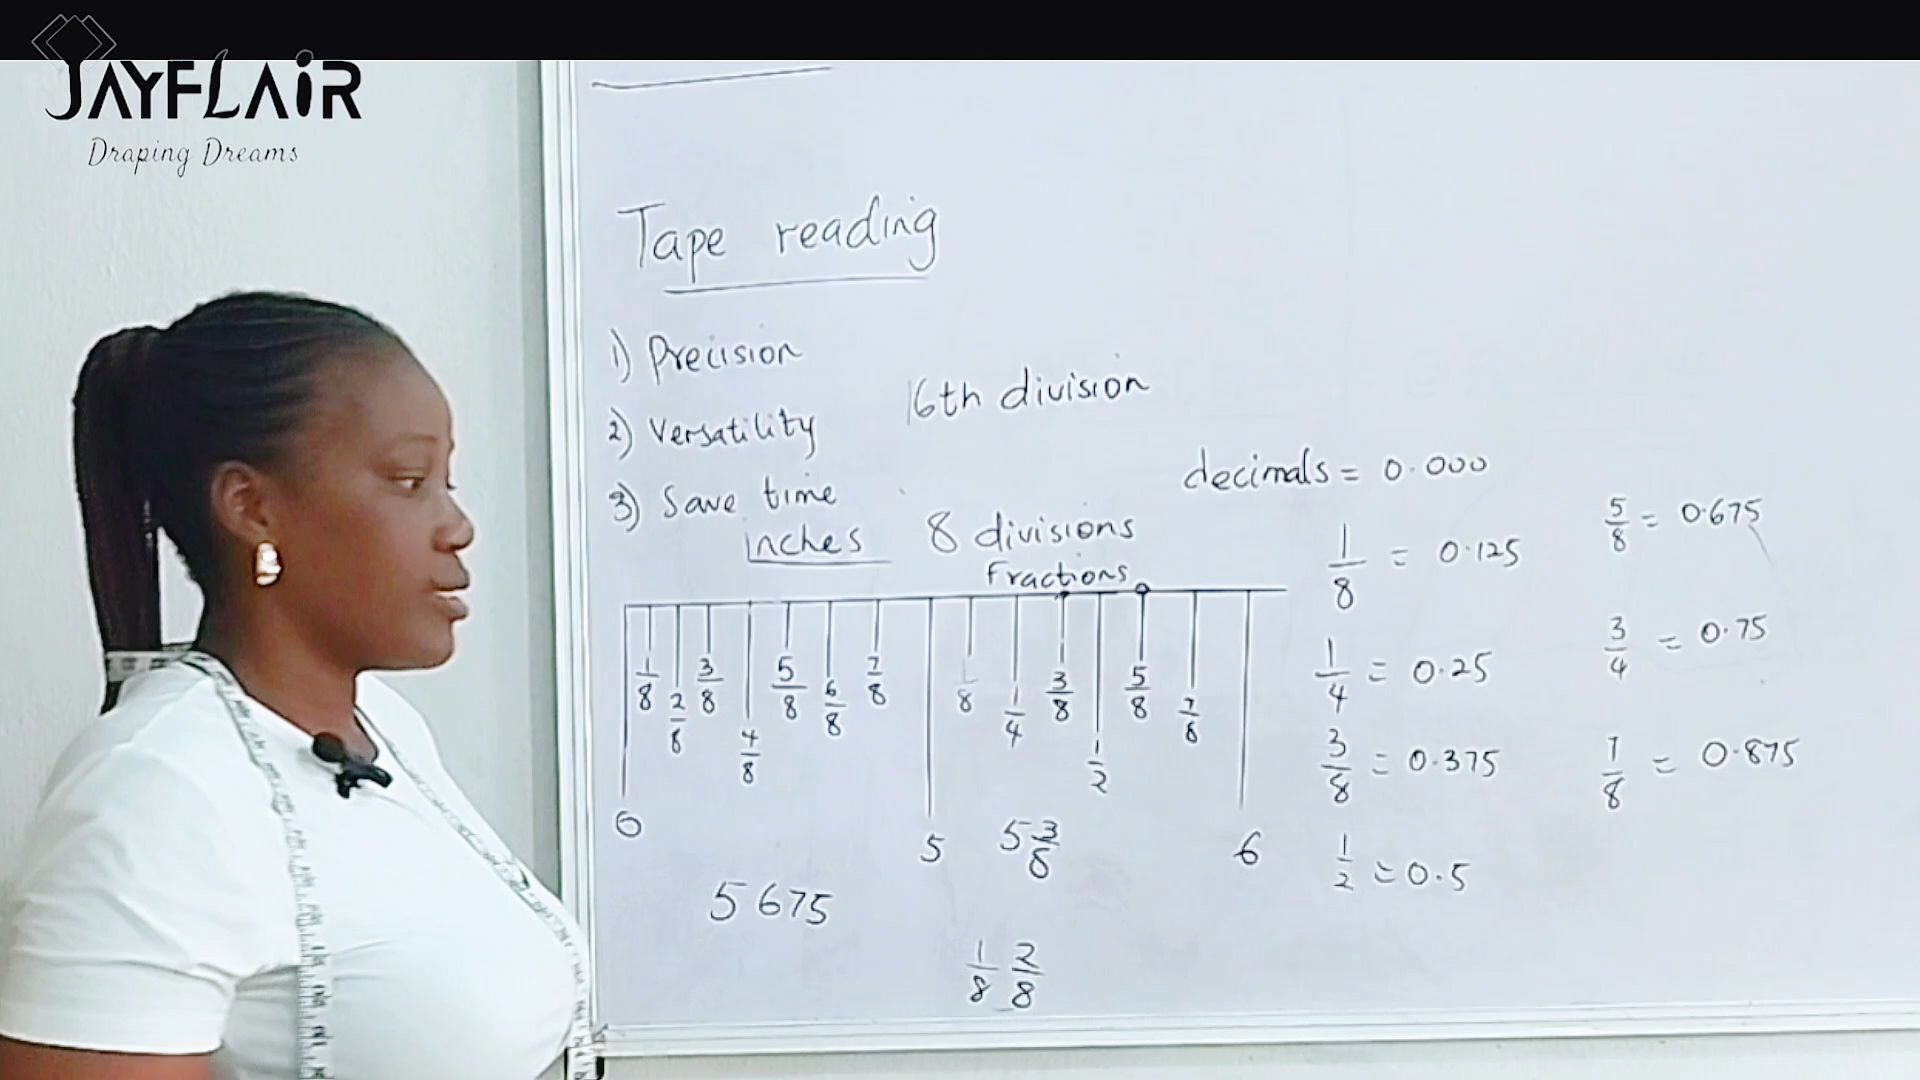 JAYFLAIR
Draping Dreams
Tape reading
1) Precision
2) Versatility
3) Save time
16th division
inches
8 divisions
Fractions
1/8 2/8 3/8 4/8 5/8 6/8 7/8 1/8 1/4 3/8 1/2 5/8 7/8
0 5 5 3/8 6
5 675
1/8 2/8
decimals = 0.000
1/8 = 0.125
1/4 = 0.25
3/8 = 0.375
1/2 = 0.5
5/8 = 0.675
3/4 = 0.75
7/8 = 0.875